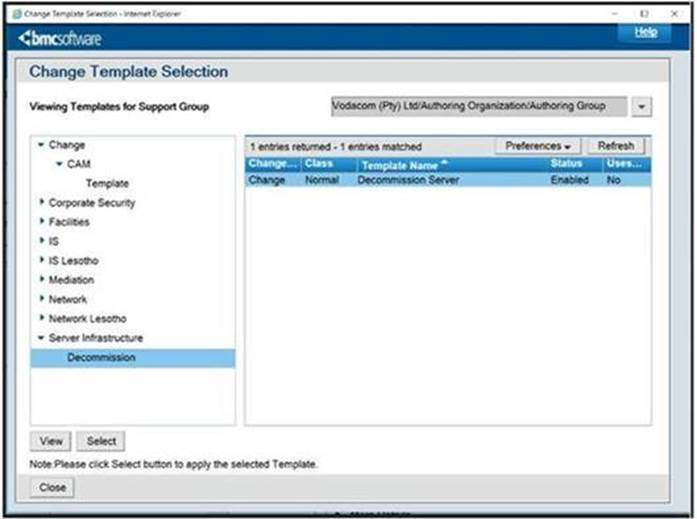 Change Template Selection - Internet Explorer
bmcsoftware
Help
Change Template Selection
Viewing Templates for Support Group
Vodacom (Pty) Ltd/Authoring Organization/Authoring Group
Change
CAM
Template
Corporate Security
Facilities
IS
IS Lesotho
Mediation
Network
Network Lesotho
Server Infrastructure
Decommission
1 entries returned - 1 entries matched
Preferences
Refresh
Change... Class Template Name Status Uses...
Change Normal Decommission Server Enabled No
View
Select
Note:Please click Select button to apply the selected Template.
Close